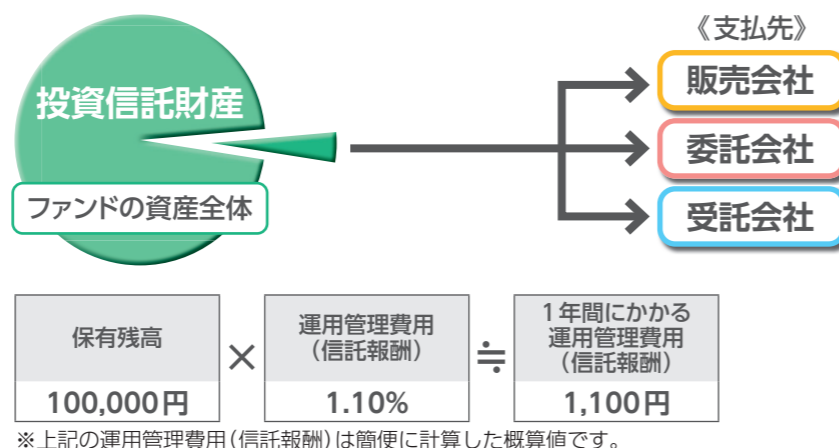 《支払先》
販売会社
投資信託財産
委託会社
ファンドの資産全体
受託会社
保有残高
100,000円
×
運用管理費用
(信託報酬)
1.10%
≒
1年間にかかる
運用管理費用
(信託報酬)
1,100円
※上記の運用管理費用(信託報酬)は簡便に計算した概算値です。